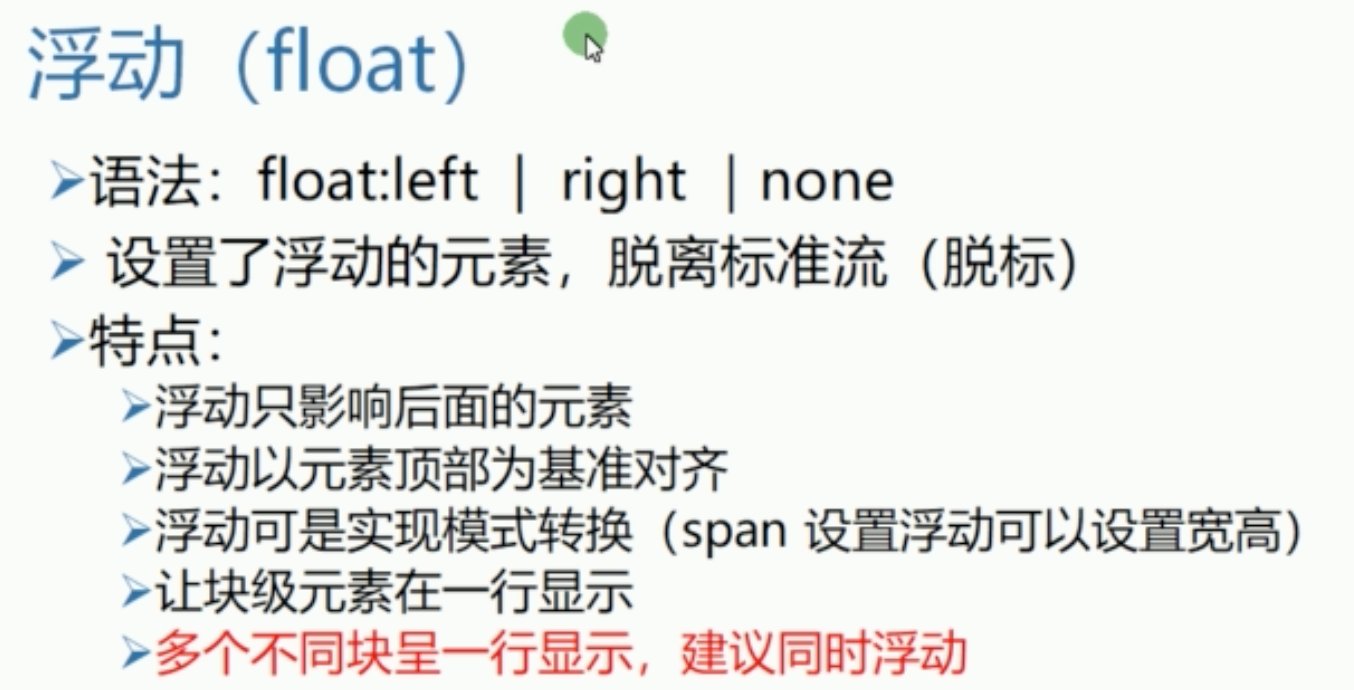 浮动（float）
语法：float:left | right | none
设置了浮动的元素，脱离标准流（脱标）
特点：
浮动只影响后面的元素
浮动以元素顶部为基准对齐
浮动可是实现模式转换（span 设置浮动可以设置宽高）
让块级元素在一行显示
多个不同块呈一行显示，建议同时浮动